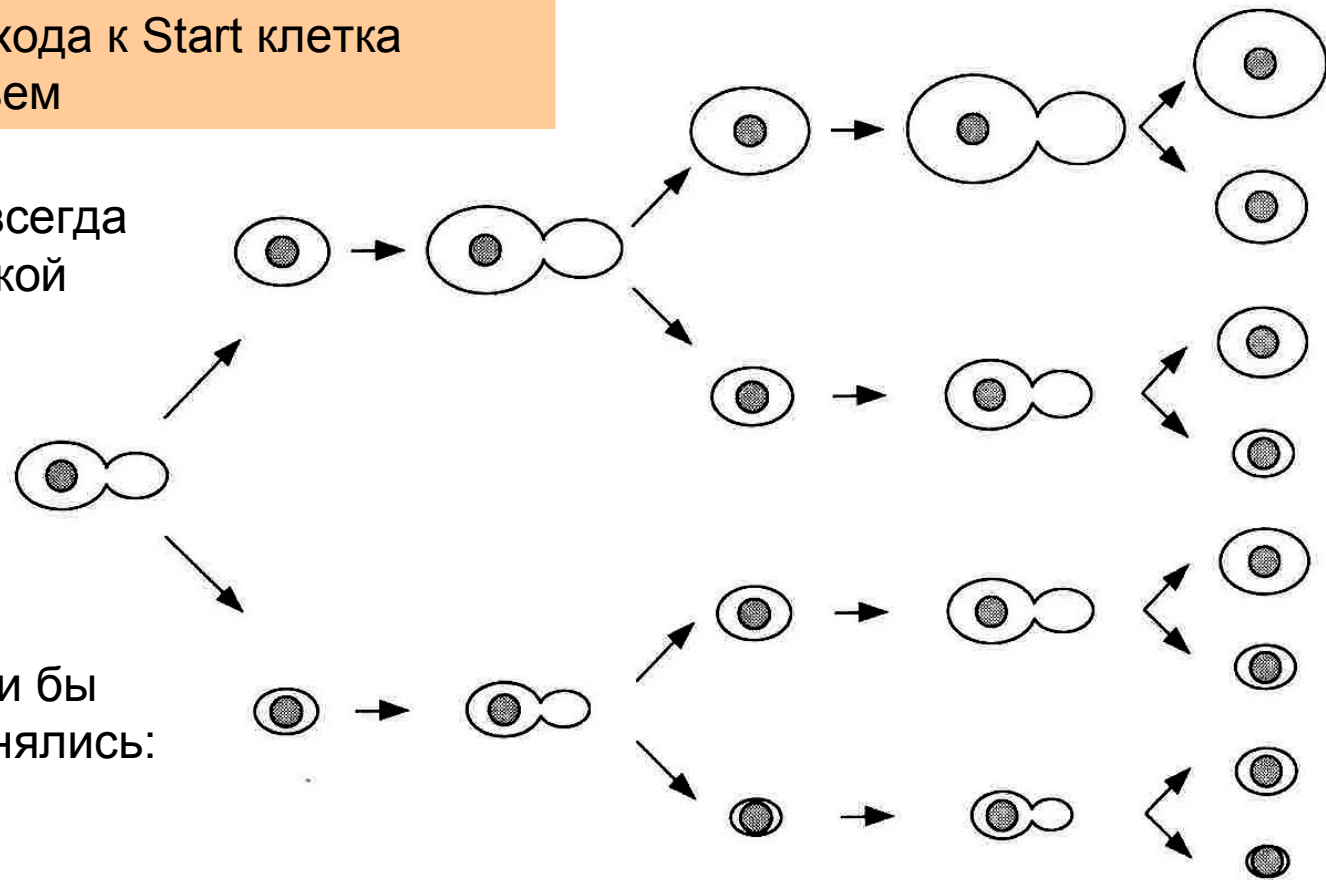 хода к Start клетка
ем
всегда
кой
и бы
нялись: